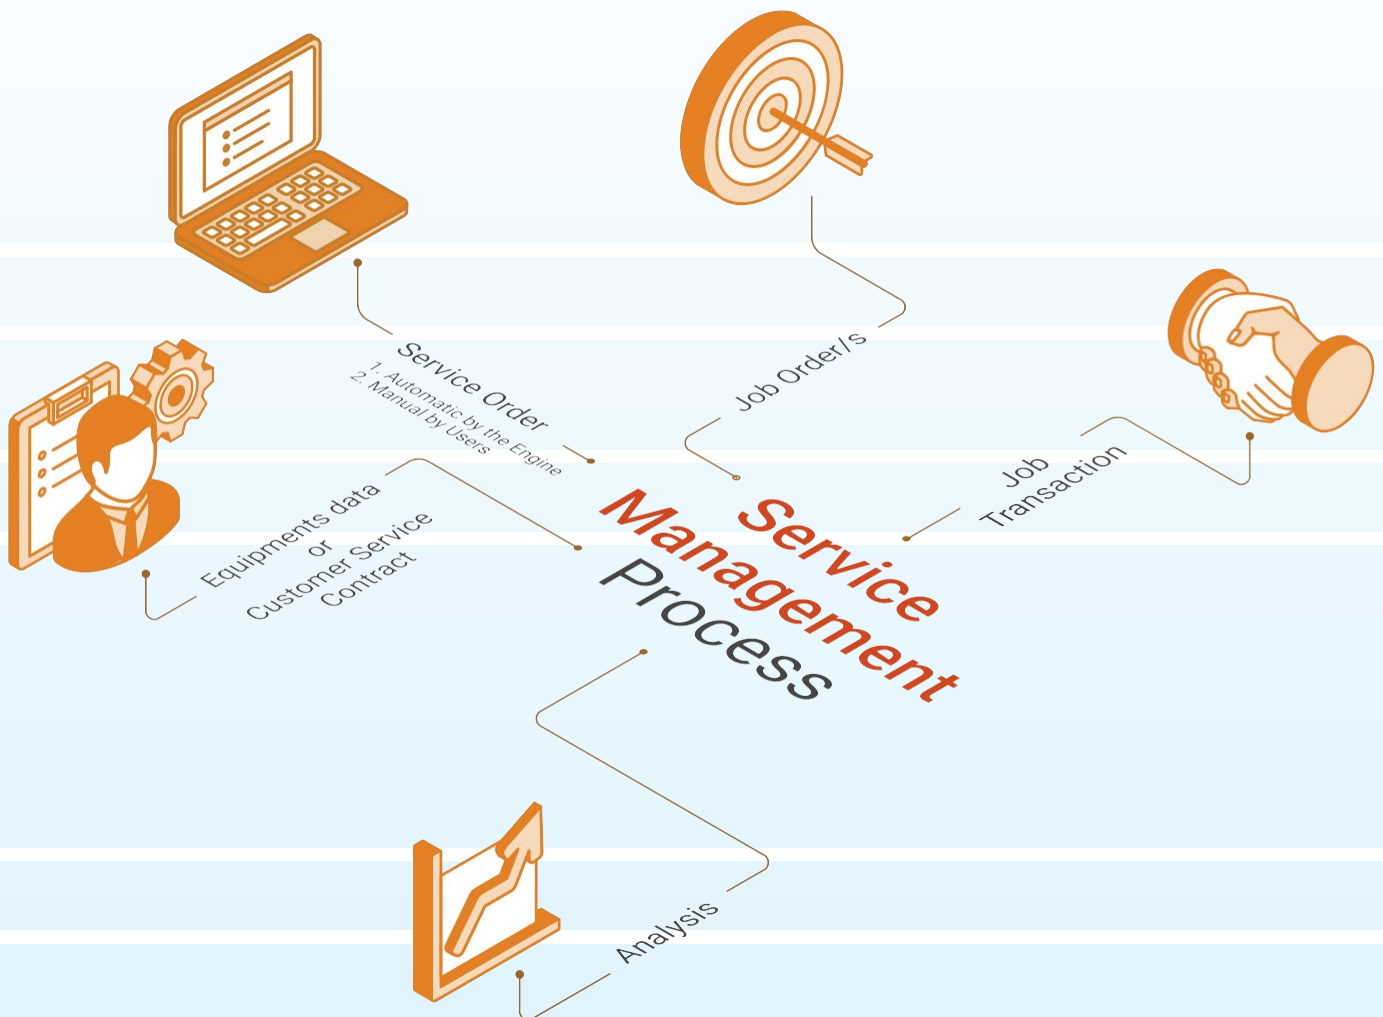 Service Order
1. Automatic by the Engine
2. Manual by Users
Job Order/s
Job
Transaction
Equipments data
or
Customer Service
Contract
Service
Management
Process
Analysis